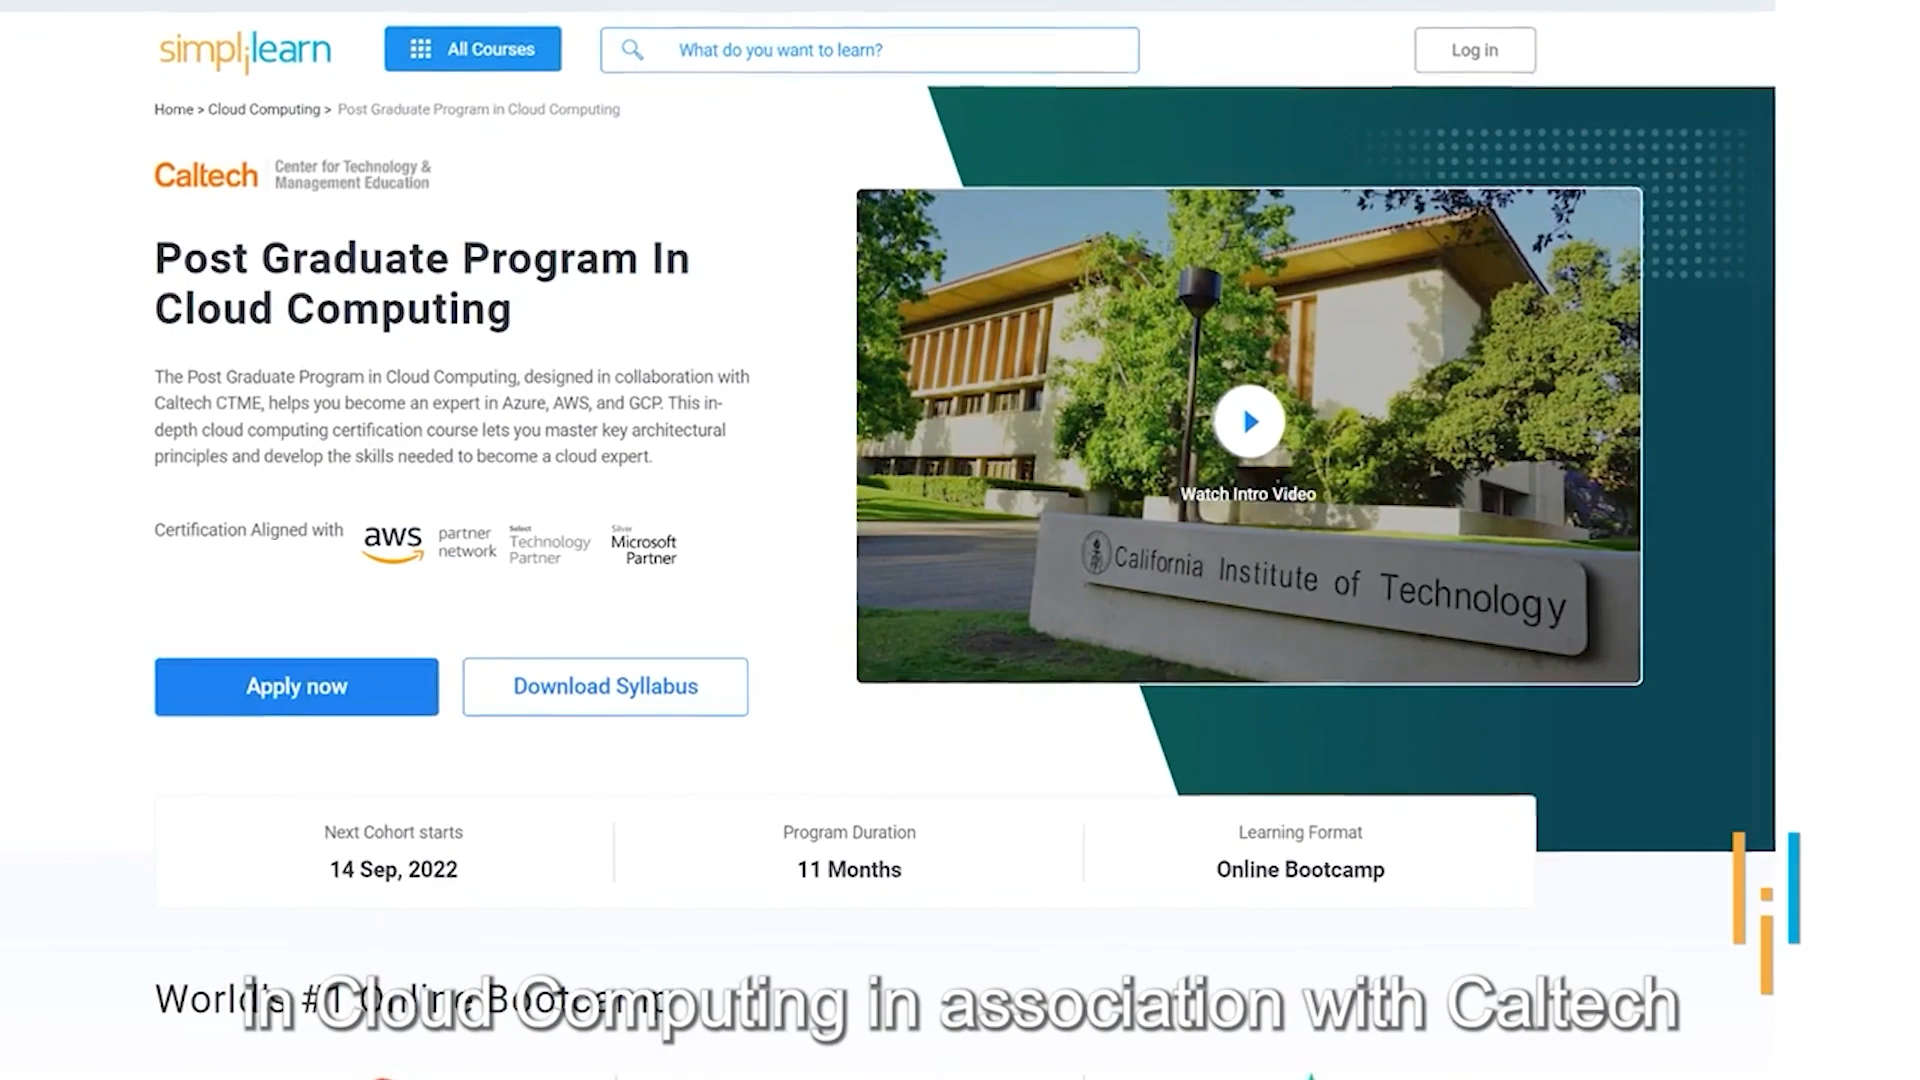 simplilearn
All Courses
What do you want to learn?
Log in
Home > Cloud Computing > Post Graduate Program in Cloud Computing
Caltech
Center for Technology &
Management Education
Post Graduate Program In
Cloud Computing
The Post Graduate Program in Cloud Computing, designed in collaboration with
Caltech CTME, helps you become an expert in Azure, AWS, and GCP. This in-
depth cloud computing certification course lets you master key architectural
principles and develop the skills needed to become a cloud expert.
Certification Aligned with
aws
partner
network
Select
Technology
Partner
Silver
Microsoft
Partner
Apply now
Download Syllabus
Watch Intro Video
California Institute of Technology
Next Cohort starts
14 Sep, 2022
Program Duration
11 Months
Learning Format
Online Bootcamp
World's #1 Online Bootcamp
in Cloud Computing in association with Caltech